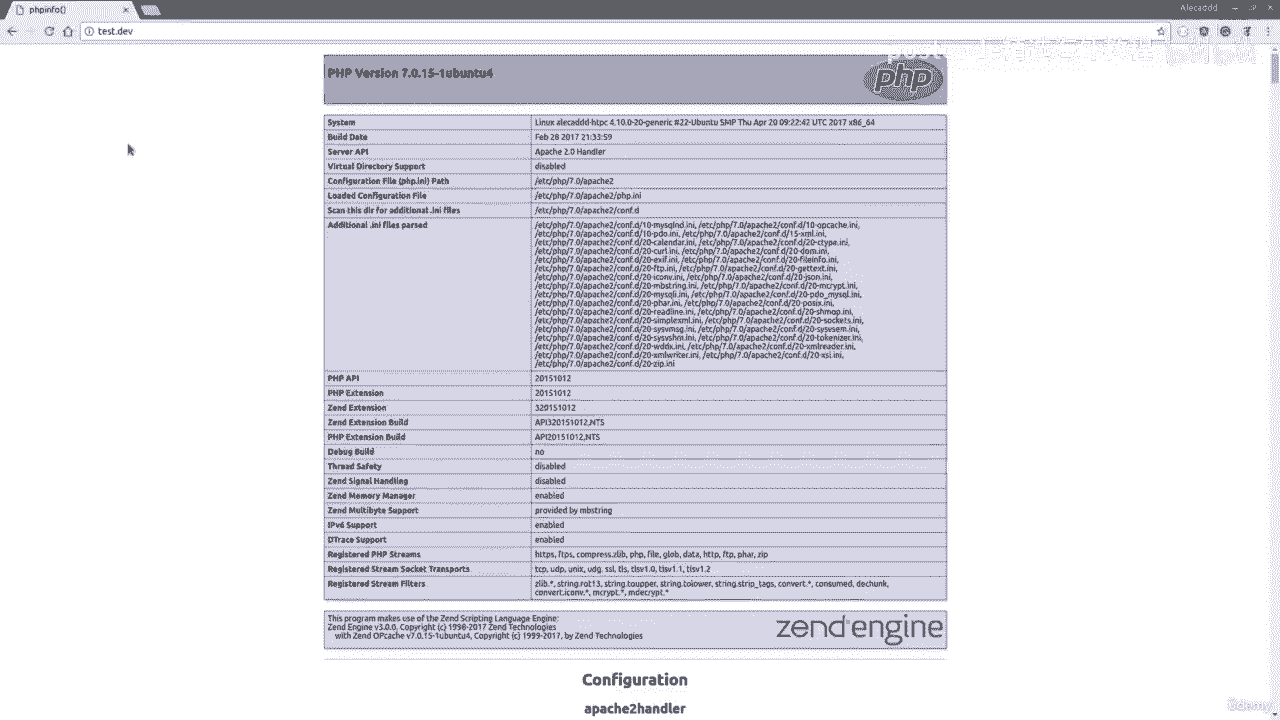 phpinfo()
Alecaddd
test.dev
PHP Version 7.0.15-1ubuntu4
php
System Linux alecaddd-htpc 4.10.0-20-generic #22-Ubuntu SMP Thu Apr 20 09:22:42 UTC 2017 x86_64
Build Date Feb 28 2017 21:33:59
Server API Apache 2.0 Handler
Virtual Directory Support disabled
Configuration File (php.ini) Path /etc/php/7.0/apache2
Loaded Configuration File /etc/php/7.0/apache2/php.ini
Scan this dir for additional .ini files /etc/php/7.0/apache2/conf.d
Additional .ini files parsed /etc/php/7.0/apache2/conf.d/10-mysqlnd.ini, /etc/php/7.0/apache2/conf.d/10-opcache.ini,
/etc/php/7.0/apache2/conf.d/10-pdo.ini, /etc/php/7.0/apache2/conf.d/15-xml.ini,
/etc/php/7.0/apache2/conf.d/20-calendar.ini, /etc/php/7.0/apache2/conf.d/20-ctype.ini,
/etc/php/7.0/apache2/conf.d/20-curl.ini, /etc/php/7.0/apache2/conf.d/20-dom.ini,
/etc/php/7.0/apache2/conf.d/20-exif.ini, /etc/php/7.0/apache2/conf.d/20-fileinfo.ini,
/etc/php/7.0/apache2/conf.d/20-ftp.ini, /etc/php/7.0/apache2/conf.d/20-gettext.ini,
/etc/php/7.0/apache2/conf.d/20-iconv.ini, /etc/php/7.0/apache2/conf.d/20-json.ini,
/etc/php/7.0/apache2/conf.d/20-mbstring.ini, /etc/php/7.0/apache2/conf.d/20-mcrypt.ini,
/etc/php/7.0/apache2/conf.d/20-mysqli.ini, /etc/php/7.0/apache2/conf.d/20-pdo_mysql.ini,
/etc/php/7.0/apache2/conf.d/20-phar.ini, /etc/php/7.0/apache2/conf.d/20-posix.ini,
/etc/php/7.0/apache2/conf.d/20-readline.ini, /etc/php/7.0/apache2/conf.d/20-shmop.ini,
/etc/php/7.0/apache2/conf.d/20-simplexml.ini, /etc/php/7.0/apache2/conf.d/20-sockets.ini,
/etc/php/7.0/apache2/conf.d/20-sysvmsg.ini, /etc/php/7.0/apache2/conf.d/20-sysvsem.ini,
/etc/php/7.0/apache2/conf.d/20-sysvshm.ini, /etc/php/7.0/apache2/conf.d/20-tokenizer.ini,
/etc/php/7.0/apache2/conf.d/20-wddx.ini, /etc/php/7.0/apache2/conf.d/20-xmlreader.ini,
/etc/php/7.0/apache2/conf.d/20-xmlwriter.ini, /etc/php/7.0/apache2/conf.d/20-xsl.ini,
/etc/php/7.0/apache2/conf.d/20-zip.ini
PHP API 20151012
PHP Extension 20151012
Zend Extension 320151012
Zend Extension Build API320151012,NTS
PHP Extension Build API20151012,NTS
Debug Build no
Thread Safety disabled
Zend Signal Handling disabled
Zend Memory Manager enabled
Zend Multibyte Support provided by mbstring
IPv6 Support enabled
DTrace Support enabled
Registered PHP Streams https, ftps, compress.zlib, php, file, glob, data, http, ftp, phar, zip
Registered Stream Socket Transports tcp, udp, unix, udg, ssl, tls, tlsv1.0, tlsv1.1, tlsv1.2
Registered Stream Filters zlib.*, string.rot13, string.toupper, string.tolower, string.strip_tags, convert.*, consumed, dechunk,
convert.iconv.*, mcrypt.*, mdecrypt.*
This program makes use of the Zend Scripting Language Engine:
Zend Engine v3.0.0, Copyright (c) 1998-2017 Zend Technologies
with Zend OPcache v7.0.15-1ubuntu4, Copyright (c) 1999-2017, by Zend Technologies
zend engine
Configuration
apache2handler
ûdemy